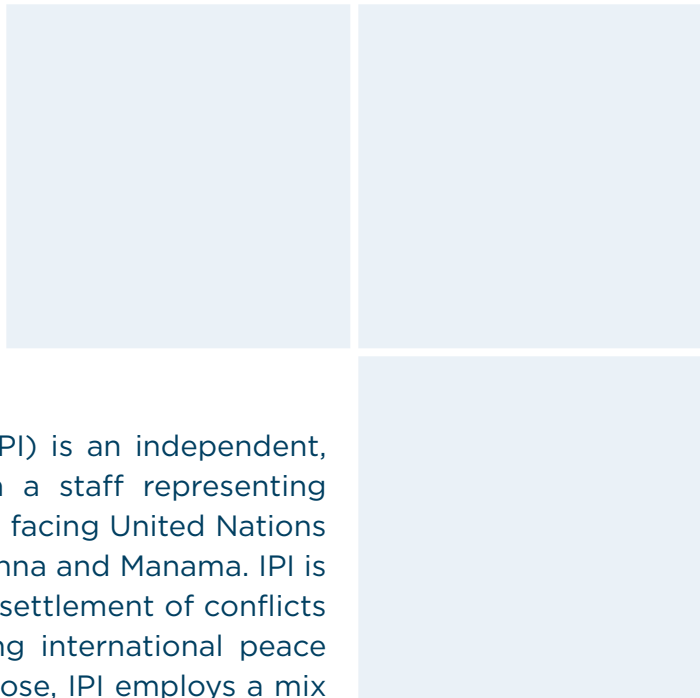 PI) is an independent,
a staff representing
facing United Nations
nna and Manama. IPI is
settlement of conflicts
ng international peace
ose, IPI employs a mix